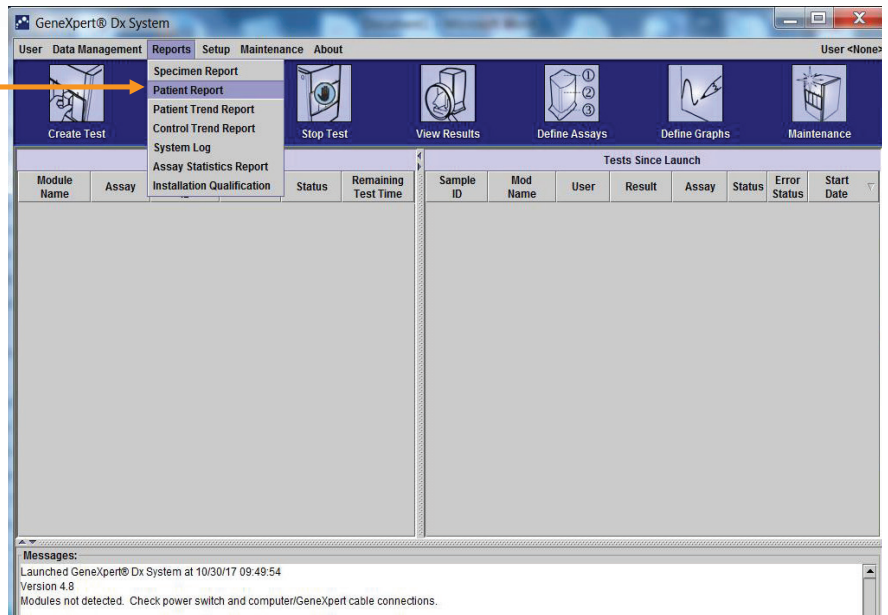 GeneXpert® Dx System
User Data Management Reports Setup Maintenance About User <None>
Specimen Report
Patient Report
Patient Trend Report
Control Trend Report
System Log
Assay Statistics Report
Installation Qualification
Create Test Stop Test View Results Define Assays Define Graphs Maintenance
Tests Since Launch
Module Name Assay Status Remaining Test Time
Sample ID Mod Name User Result Assay Status Error Status Start Date
Messages:
Launched GeneXpert® Dx System at 10/30/17 09:49:54
Version 4.8
Modules not detected. Check power switch and computer/GeneXpert cable connections.